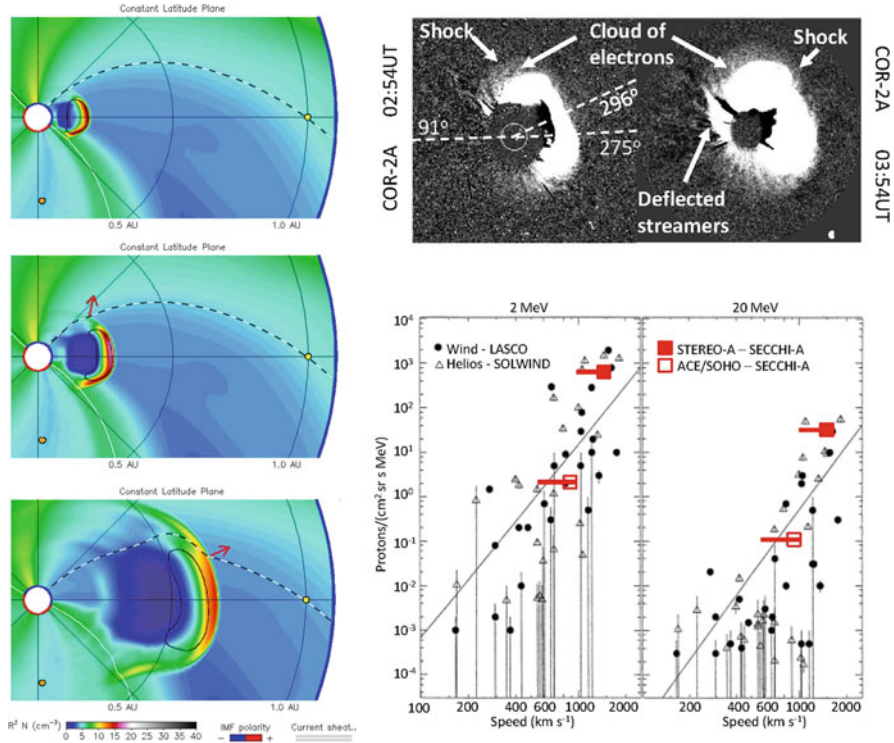 Constant Latitude Plane
0.5 AU
1.0 AU
Constant Latitude Plane
0.5 AU
1.0 AU
Constant Latitude Plane
0.5 AU
1.0 AU
R² N (cm⁻³)
0 5 10 15 20 25 30 35 40
IMF polarity
- +
Current sheet
COR-2A 02:54UT
Shock
Cloud of
electrons
Shock
91°
296°
275°
Deflected
streamers
COR-2A
03:54UT
2 MeV
20 MeV
Protons/(cm² sr s MeV)
10⁴
10³
10²
10¹
10⁰
10⁻¹
10⁻²
10⁻³
10⁻⁴
Wind - LASCO
Helios - SOLWIND
STEREO-A – SECCHI-A
ACE/SOHO – SECCHI-A
100 200 400 600 1000 2000
200 400 600 1000 2000
Speed (km s⁻¹)
Speed (km s⁻¹)